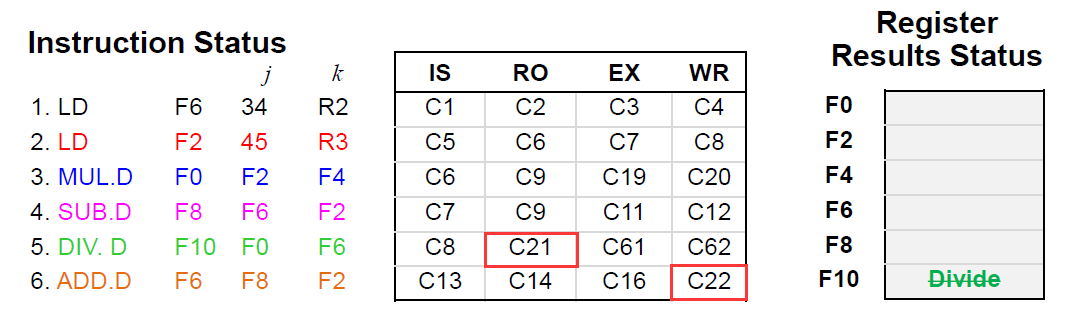 Instruction Status
j k
IS RO EX WR
1. LD F6 34 R2 C1 C2 C3 C4
2. LD F2 45 R3 C5 C6 C7 C8
3. MUL.D F0 F2 F4 C6 C9 C19 C20
4. SUB.D F8 F6 F2 C7 C9 C11 C12
5. DIV. D F10 F0 F6 C8 C21 C61 C62
6. ADD.D F6 F8 F2 C13 C14 C16 C22
Register
Results Status
F0
F2
F4
F6
F8
F10 Divide